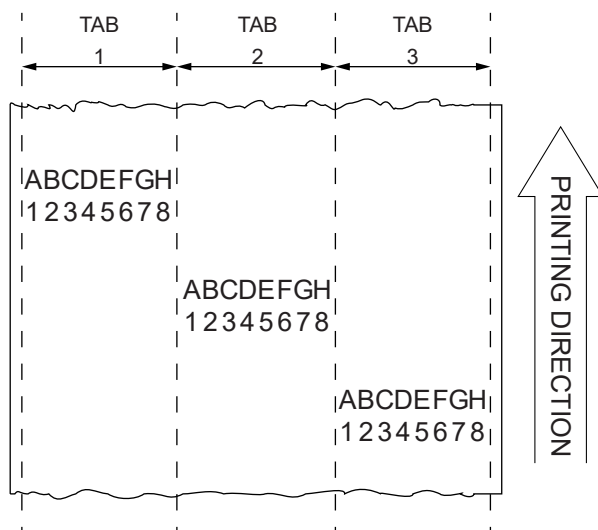 TAB
1
TAB
2
TAB
3
ABCDEFGH
12345678
ABCDEFGH
12345678
ABCDEFGH
12345678
PRINTING DIRECTION